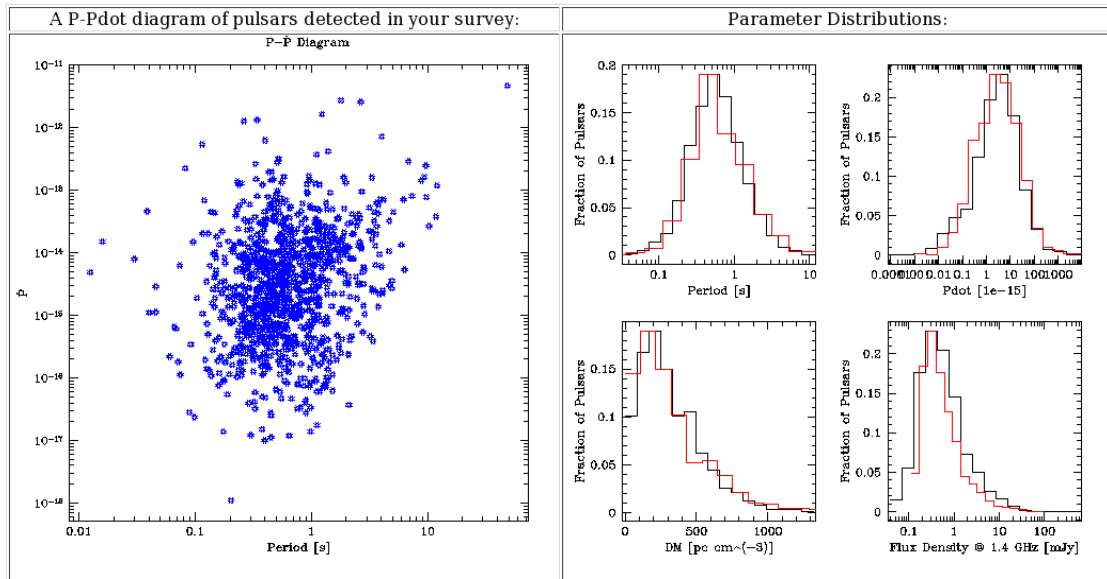 A P-Pdot diagram of pulsars detected in your survey:
Parameter Distributions:
P-Ṗ Diagram
10⁻¹¹
10⁻¹²
10⁻¹³
10⁻¹⁴
10⁻¹⁵
10⁻¹⁶
10⁻¹⁷
10⁻¹⁸
Ṗ
0.01 0.1 1 10
Period [s]
0.2
0.15
0.1
0.05
0
Fraction of Pulsars
0.1 1 10
Period [s]
0.2
0.1
0
Fraction of Pulsars
0.01 0.1 1 10 100 1000
Pdot [1e-15]
0.2
0.15
0.1
0.05
0
Fraction of Pulsars
0 500 1000
DM [pc cm^(-3)]
0.2
0.15
0.1
0.05
0
Fraction of Pulsars
0.1 1 10 100
Flux Density @ 1.4 GHz [mJy]